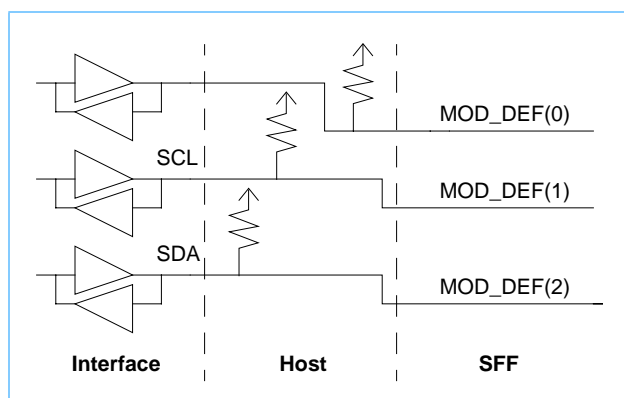 MOD_DEF(0)
SCL
MOD_DEF(1)
SDA
MOD_DEF(2)
Interface Host SFF